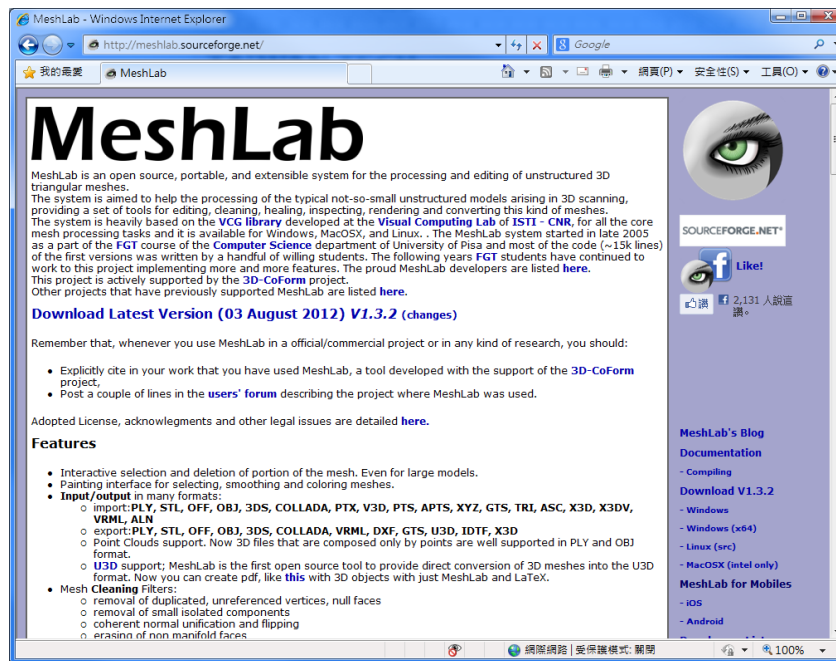 MeshLab - Windows Internet Explorer
http://meshlab.sourceforge.net/
Google
我的最愛
MeshLab
網頁(P)
安全性(S)
工具(O)
MeshLab
MeshLab is an open source, portable, and extensible system for the processing and editing of unstructured 3D
triangular meshes.
The system is aimed to help the processing of the typical not-so-small unstructured models arising in 3D scanning,
providing a set of tools for editing, cleaning, healing, inspecting, rendering and converting this kind of meshes.
The system is heavily based on the VCG library developed at the Visual Computing Lab of ISTI - CNR, for all the core
mesh processing tasks and it is available for Windows, MacOSX, and Linux. . The MeshLab system started in late 2005
as a part of the FGT course of the Computer Science department of University of Pisa and most of the code (~15k lines)
of the first versions was written by a handful of willing students. The following years FGT students have continued to
work to this project implementing more and more features. The proud MeshLab developers are listed here.
This project is actively supported by the 3D-CoForm project.
Other projects that have previously supported MeshLab are listed here.
Download Latest Version (03 August 2012) V1.3.2 (changes)
Remember that, whenever you use MeshLab in a official/commercial project or in any kind of research, you should:
• Explicitly cite in your work that you have used MeshLab, a tool developed with the support of the 3D-CoForm
project,
• Post a couple of lines in the users' forum describing the project where MeshLab was used.
Adopted License, acknowlegments and other legal issues are detailed here.
Features
• Interactive selection and deletion of portion of the mesh. Even for large models.
• Painting interface for selecting, smoothing and coloring meshes.
• Input/output in many formats:
o import:PLY, STL, OFF, OBJ, 3DS, COLLADA, PTX, V3D, PTS, APTS, XYZ, GTS, TRI, ASC, X3D, X3DV,
VRML, ALN
o export:PLY, STL, OFF, OBJ, 3DS, COLLADA, VRML, DXF, GTS, U3D, IDTF, X3D
o Point Clouds support. Now 3D files that are composed only by points are well supported in PLY and OBJ
format.
o U3D support; MeshLab is the first open source tool to provide direct conversion of 3D meshes into the U3D
format. Now you can create pdf, like this with 3D objects with just MeshLab and LaTeX.
• Mesh Cleaning Filters:
o removal of duplicated, unreferenced vertices, null faces
o removal of small isolated components
o coherent normal unification and flipping
o erasing of non manifold faces
SOURCEFORGE.NET®
Like!
讚
2,131 人說這
讚。
MeshLab's Blog
Documentation
- Compiling
Download V1.3.2
- Windows
- Windows (x64)
- Linux (src)
- MacOSX (intel only)
MeshLab for Mobiles
- iOS
- Android
網際網路 | 受保護模式: 關閉
100%